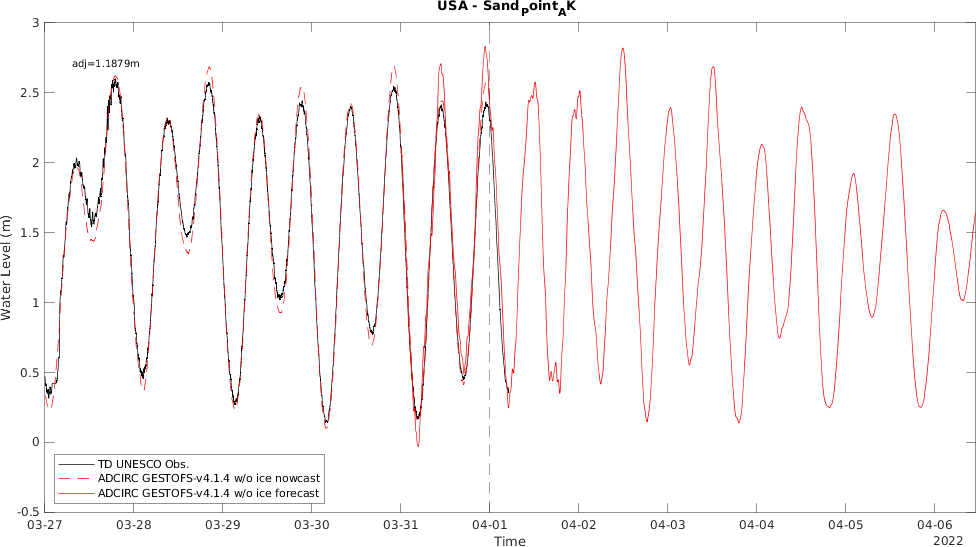 USA - Sand_Point_AK
3
2.5
2
1.5
1
0.5
0
-0.5
Water Level (m)
adj=1.1879m
TD UNESCO Obs.
ADCIRC GESTOFS-v4.1.4 w/o ice nowcast
ADCIRC GESTOFS-v4.1.4 w/o ice forecast
03-27 03-28 03-29 03-30 03-31 04-01 04-02 04-03 04-04 04-05 04-06
Time 2022